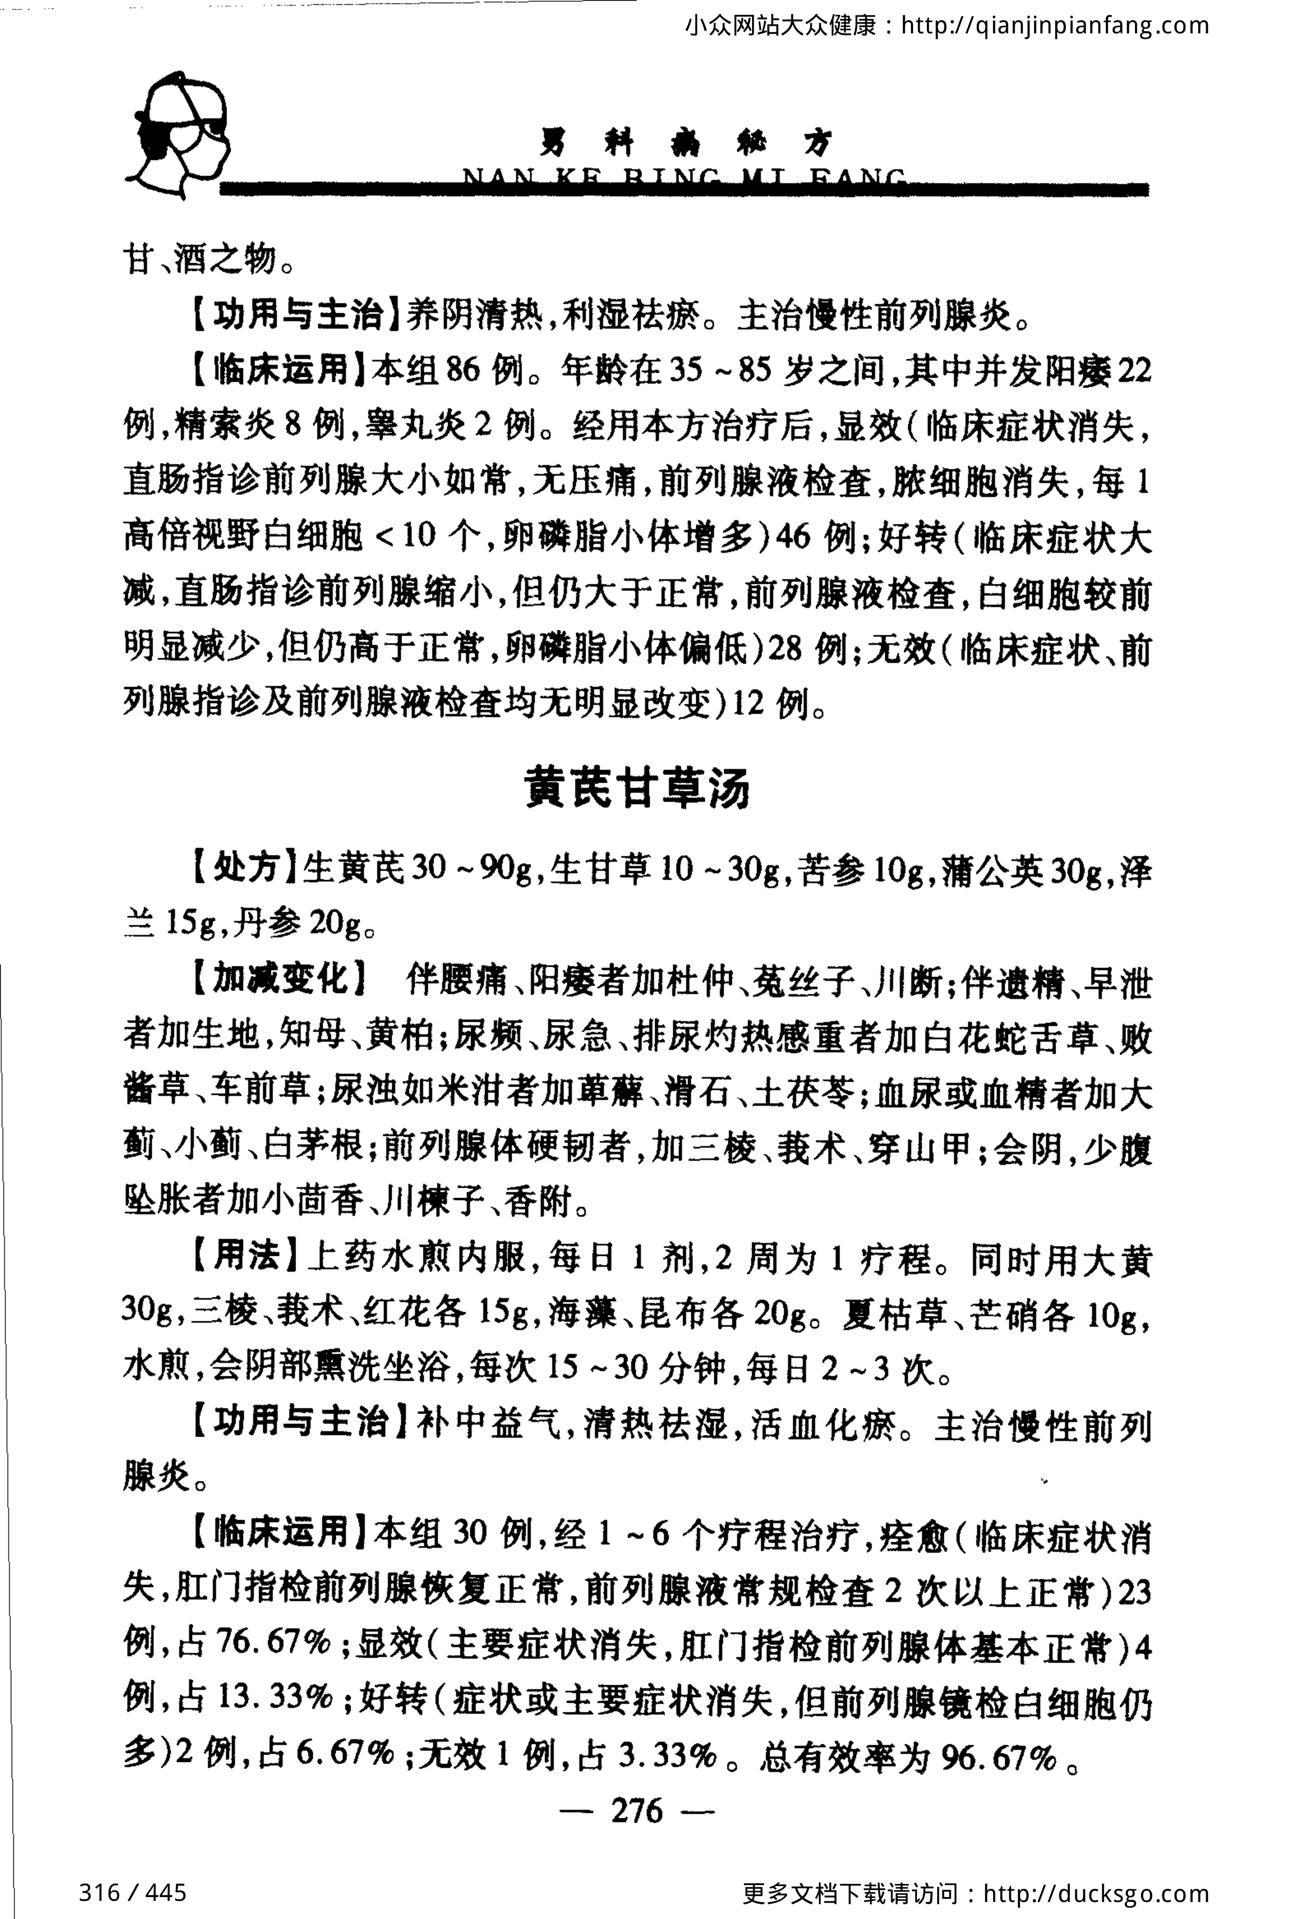 小众网站大众健康：http://qianjinpianfang.com
男科病秘方
NAN KE BING MI FANG
甘、酒之物。
【功用与主治】养阴清热,利湿祛瘀。主治慢性前列腺炎。
【临床运用】本组86例。年龄在35~85岁之间,其中并发阳痿22
例,精索炎8例,睾丸炎2例。经用本方治疗后,显效(临床症状消失,
直肠指诊前列腺大小如常,无压痛,前列腺液检查,脓细胞消失,每1
高倍视野白细胞<10个,卵磷脂小体增多)46例;好转(临床症状大
减,直肠指诊前列腺缩小,但仍大于正常,前列腺液检查,白细胞较前
明显减少,但仍高于正常,卵磷脂小体偏低)28例;无效(临床症状、前
列腺指诊及前列腺液检查均无明显改变)12例。
黄芪甘草汤
【处方】生黄芪30~90g,生甘草10~30g,苦参10g,蒲公英30g,泽
兰15g,丹参20g。
【加减变化】 伴腰痛、阳痿者加杜仲、菟丝子、川断;伴遗精、早泄
者加生地,知母、黄柏;尿频、尿急、排尿灼热感重者加白花蛇舌草、败
酱草、车前草;尿浊如米泔者加萆薢、滑石、土茯苓;血尿或血精者加大
蓟、小蓟、白茅根;前列腺体硬韧者,加三棱、莪术、穿山甲;会阴,少腹
坠胀者加小茴香、川楝子、香附。
【用法】上药水煎内服,每日1剂,2周为1疗程。同时用大黄
30g,三棱、莪术、红花各15g,海藻、昆布各20g。夏枯草、芒硝各10g,
水煎,会阴部熏洗坐浴,每次15~30分钟,每日2~3次。
【功用与主治】补中益气,清热祛湿,活血化瘀。主治慢性前列
腺炎。
【临床运用】本组30例,经1~6个疗程治疗,痊愈(临床症状消
失,肛门指检前列腺恢复正常,前列腺液常规检查2次以上正常)23
例,占76.67%;显效(主要症状消失,肛门指检前列腺体基本正常)4
例,占13.33%;好转(症状或主要症状消失,但前列腺镜检白细胞仍
多)2例,占6.67%;无效1例,占3.33%。总有效率为96.67%。
— 276 —
316 / 445
更多文档下载请访问：http://ducksgo.com